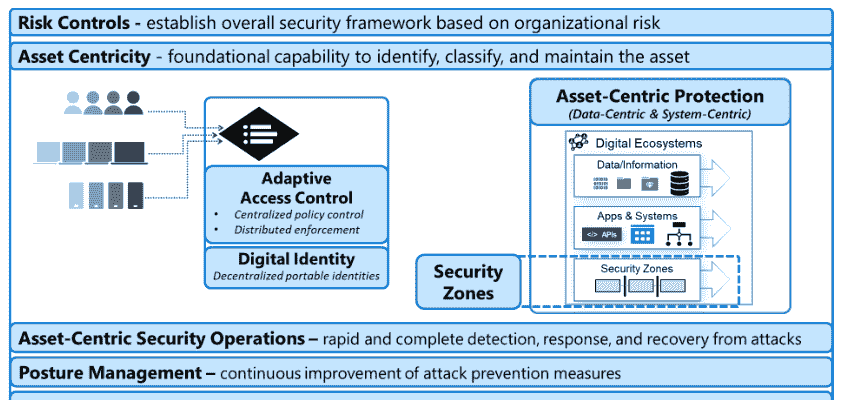 Risk Controls - establish overall security framework based on organizational risk
Asset Centricity - foundational capability to identify, classify, and maintain the asset
Asset-Centric Protection
(Data-Centric & System-Centric)
Digital Ecosystems
Data/Information
Adaptive
Access Control
• Centralized policy control
• Distributed enforcement
Apps & Systems
</> APIs
Digital Identity
Decentralized portable identities
Security
Zones
Security Zones
Asset-Centric Security Operations – rapid and complete detection, response, and recovery from attacks
Posture Management – continuous improvement of attack prevention measures